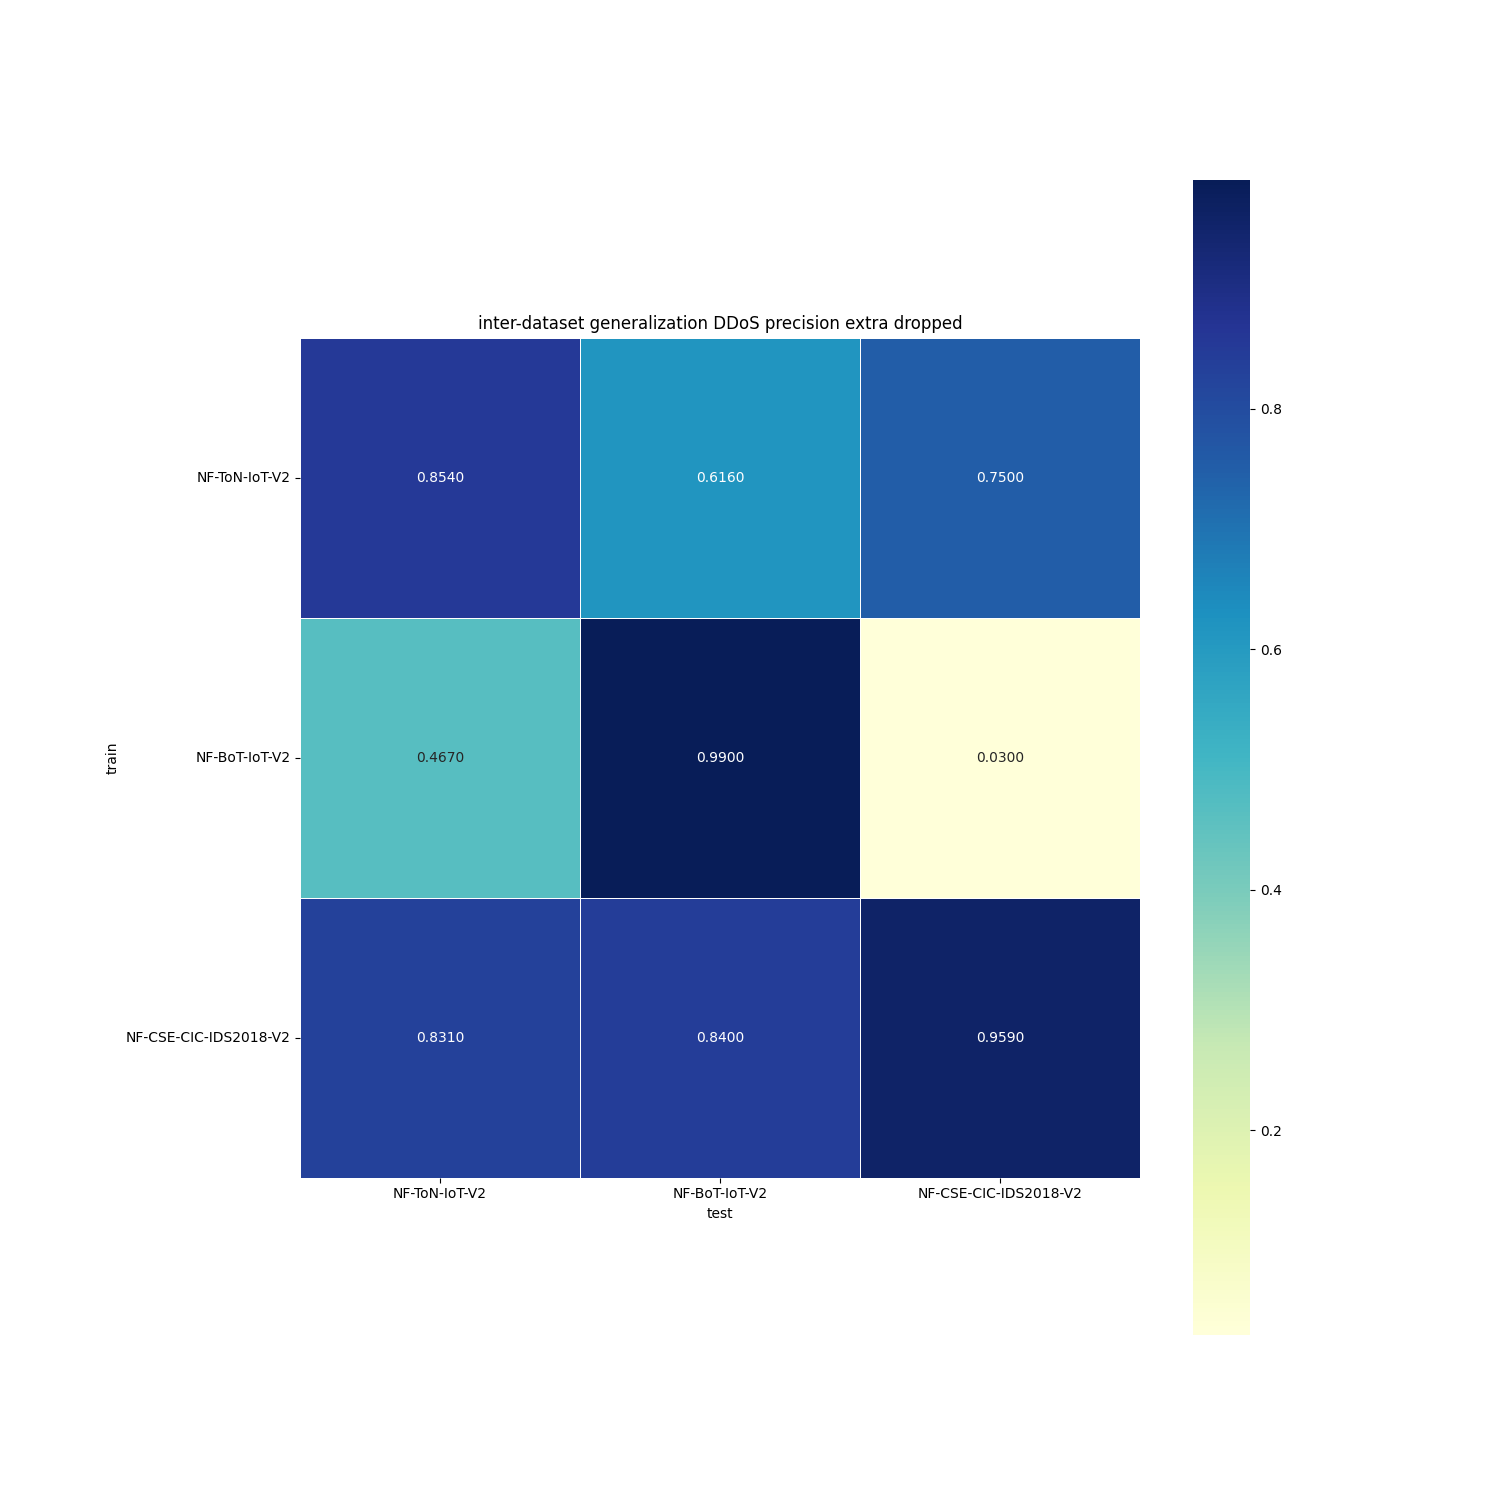 inter-dataset generalization DDoS precision extra dropped
train
NF-ToN-IoT-V2
0.8540
0.6160
0.7500
NF-BoT-IoT-V2
0.4670
0.9900
0.0300
NF-CSE-CIC-IDS2018-V2
0.8310
0.8400
0.9590
NF-ToN-IoT-V2
NF-BoT-IoT-V2
NF-CSE-CIC-IDS2018-V2
test
0.8
0.6
0.4
0.2